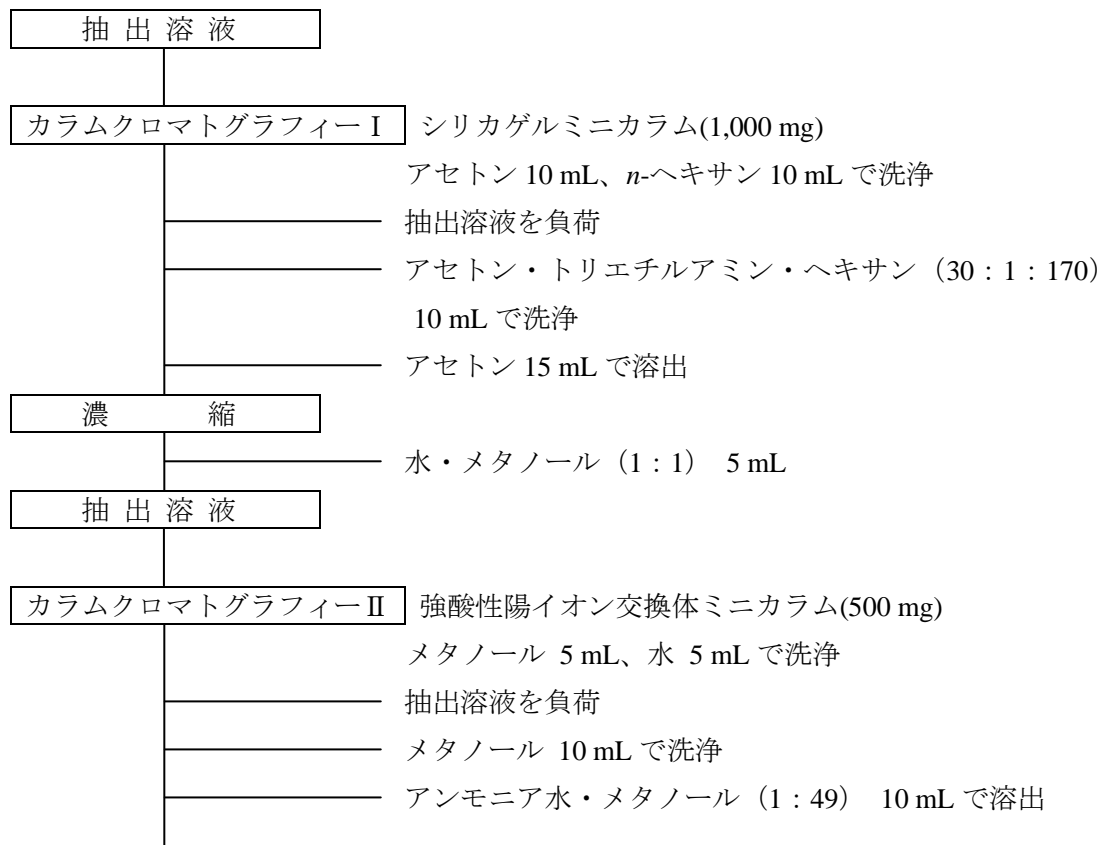 抽 出 溶 液
カラムクロマトグラフィーⅠ シリカゲルミニカラム(1,000 mg)
アセトン 10 mL、n-ヘキサン 10 mL で洗浄
抽出溶液を負荷
アセトン・トリエチルアミン・ヘキサン（30：1：170）
10 mL で洗浄
アセトン 15 mL で溶出
濃 縮
水・メタノール（1：1） 5 mL
抽 出 溶 液
カラムクロマトグラフィーⅡ 強酸性陽イオン交換体ミニカラム(500 mg)
メタノール 5 mL、水 5 mL で洗浄
抽出溶液を負荷
メタノール 10 mL で洗浄
アンモニア水・メタノール（1：49） 10 mL で溶出